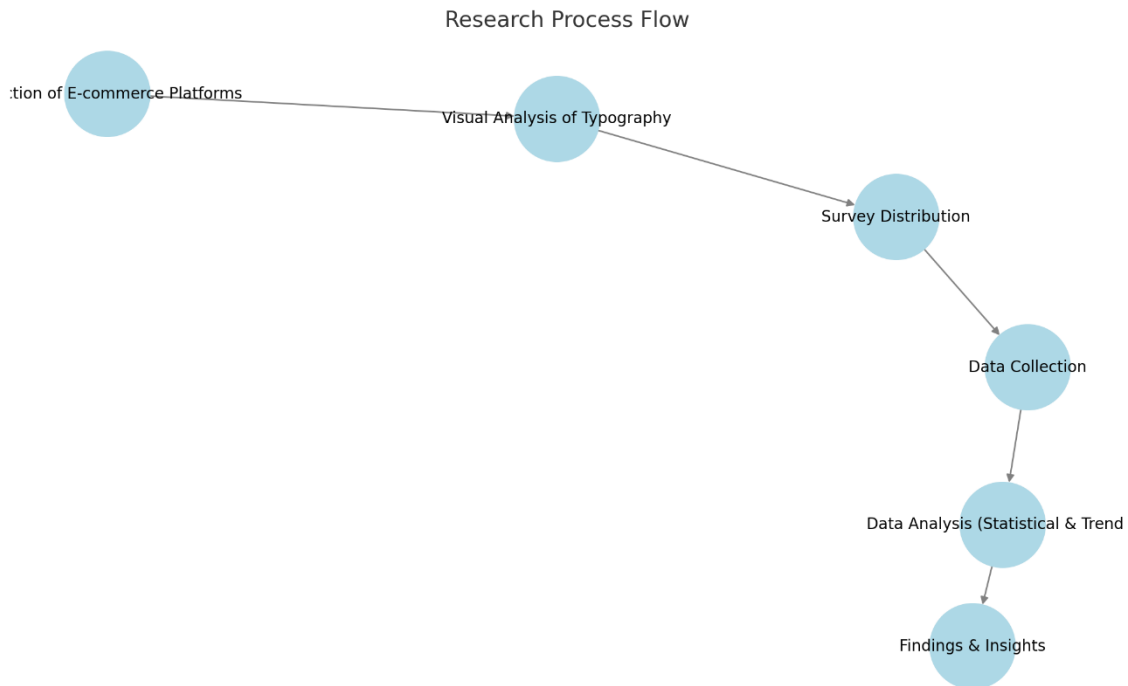 Research Process Flow
of E-commerce Platforms
Visual Analysis of Typography
Survey Distribution
Data Collection
Data Analysis (Statistical & Trend
Findings & Insights